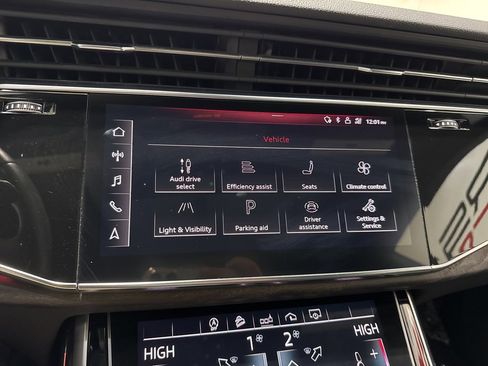 12:01 PM
Vehicle
Audi drive
select
Efficiency assist
Seats
Climate control
Light & Visibility
P
Parking aid
Driver
assistance
Settings &
Service
HIGH
1
2
HIGH